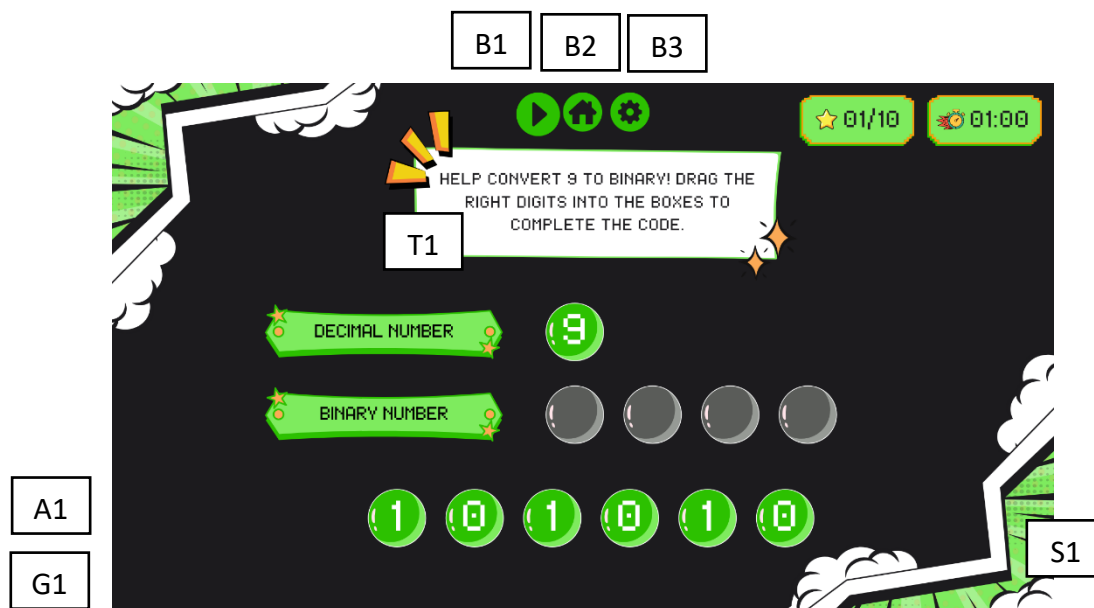 B1 B2 B3
01/10 01:00
HELP CONVERT 9 TO BINARY! DRAG THE
RIGHT DIGITS INTO THE BOXES TO
COMPLETE THE CODE.
T1
DECIMAL NUMBER 9
BINARY NUMBER
A1
1 0 1 0 1 0
S1
G1